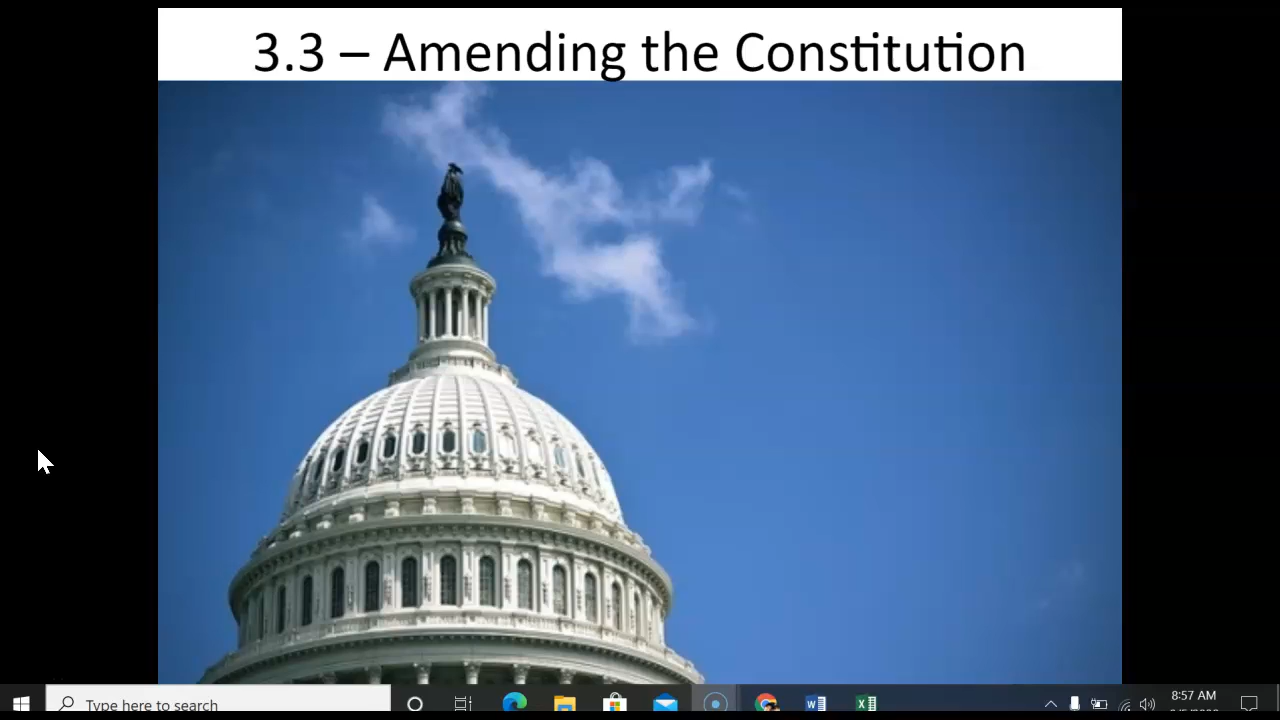 3.3 – Amending the Constitution
Type here to search
8:57 AM